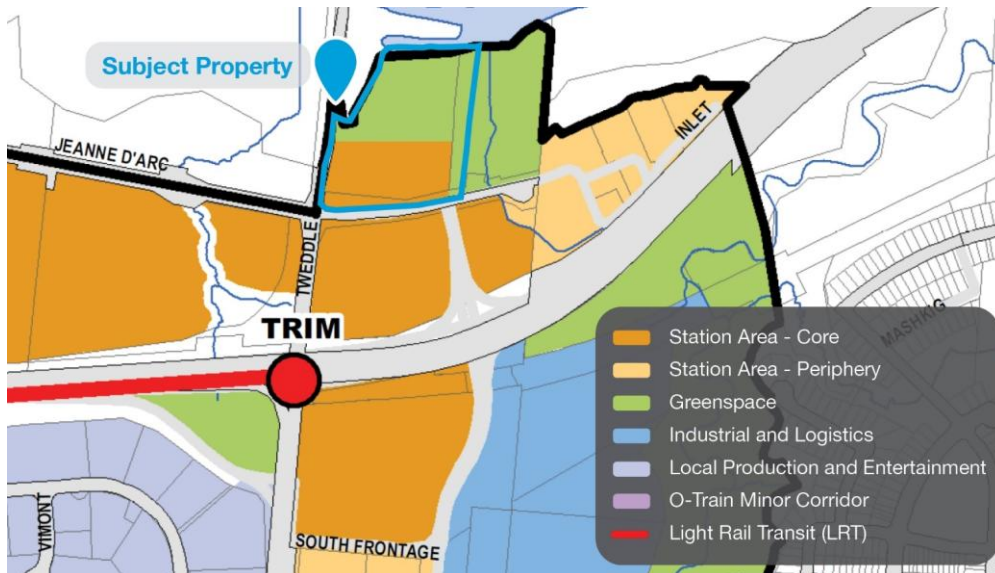 Subject Property
JEANNE D'ARC
INLET
TWEDDLE
TRIM
MASHKIG
VIMONT
SOUTH FRONTAGE
Station Area - Core
Station Area - Periphery
Greenspace
Industrial and Logistics
Local Production and Entertainment
O-Train Minor Corridor
Light Rail Transit (LRT)